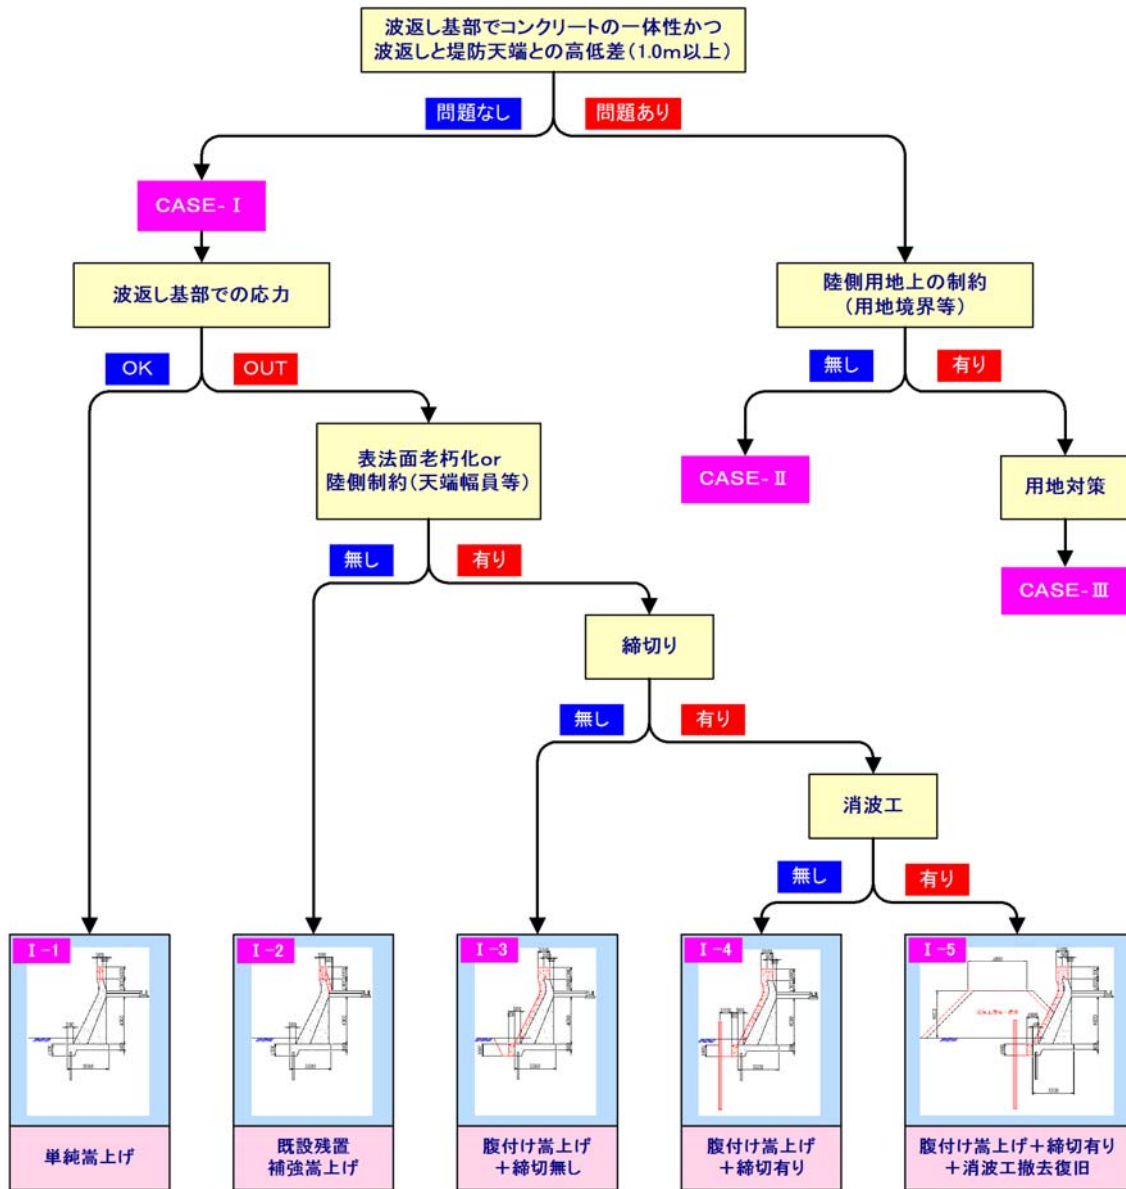 波返し基部でコンクリートの一体性かつ
波返しと堤防天端との高低差(1.0m以上)
問題なし
問題あり
CASE-Ⅰ
波返し基部での応力
陸側用地上の制約
(用地境界等)
OK
OUT
無し
有り
表法面老朽化or
陸側制約(天端幅員等)
CASE-Ⅱ
用地対策
無し
有り
CASE-Ⅲ
締切り
無し
有り
消波工
無し
有り
Ⅰ-1
Ⅰ-2
Ⅰ-3
Ⅰ-4
Ⅰ-5
単純嵩上げ
既設残置
補強嵩上げ
腹付け嵩上げ
+締切無し
腹付け嵩上げ
+締切有り
腹付け嵩上げ+締切有り
+消波工撤去復旧